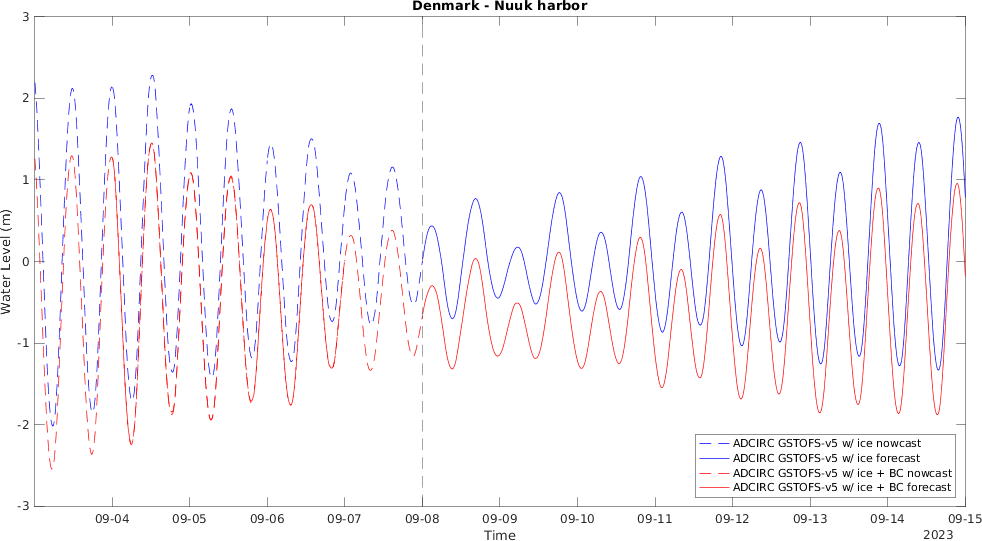 Denmark - Nuuk harbor
3
2
1
0
-1
-2
-3
Water Level (m)
ADCIRC GSTOFS-v5 w/ ice nowcast
ADCIRC GSTOFS-v5 w/ ice forecast
ADCIRC GSTOFS-v5 w/ ice + BC nowcast
ADCIRC GSTOFS-v5 w/ ice + BC forecast
09-04 09-05 09-06 09-07 09-08 09-09 09-10 09-11 09-12 09-13 09-14 09-15
Time
2023